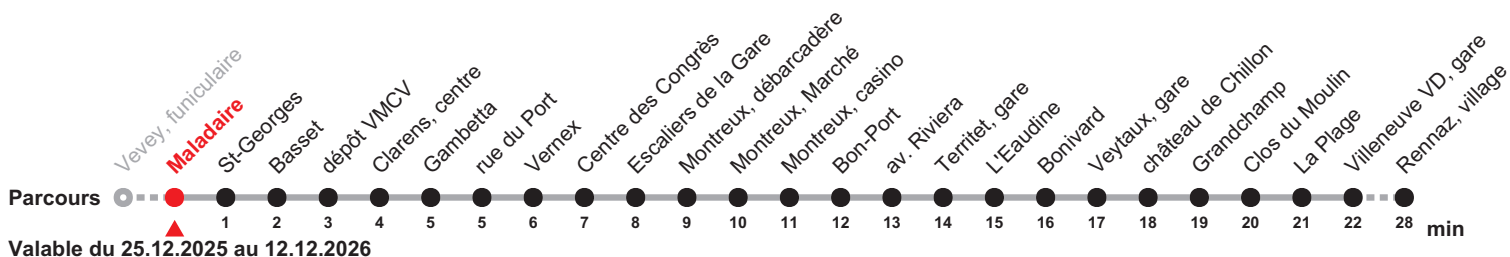 Vevey, funiculaire
Maladaire
St-Georges
Basset
dépôt VMCV
Clarens, centre
Gambetta
rue du Port
Vernex
Centre des Congrès
Escaliers de la Gare
Montreux, débarcadère
Montreux, Marché
Montreux, casino
Bon-Port
av. Riviera
Territet, gare
L'Eaudine
Bonivard
Veytaux, gare
château de Chillon
Grandchamp
Clos du Moulin
La Plage
Villeneuve VD, gare
Rennaz, village
Parcours
1 2 3 4 5 5 6 7 8 9 10 11 12 13 14 15 16 17 18 19 20 21 22 28 min
Valable du 25.12.2025 au 12.12.2026